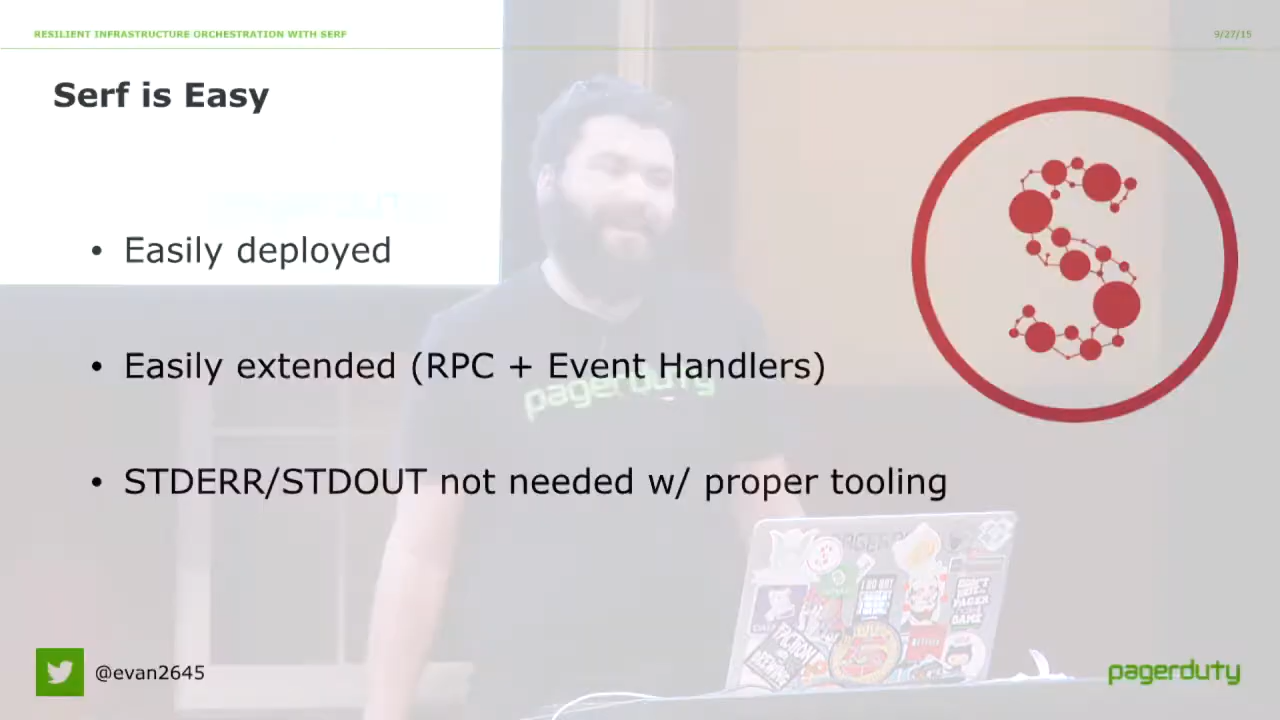 RESILIENT INFRASTRUCTURE ORCHESTRATION WITH SERF
9/27/15
Serf is Easy
• Easily deployed
• Easily extended (RPC + Event Handlers)
pagerduty
• STDERR/STDOUT not needed w/ proper tooling
@evan2645
pagerduty